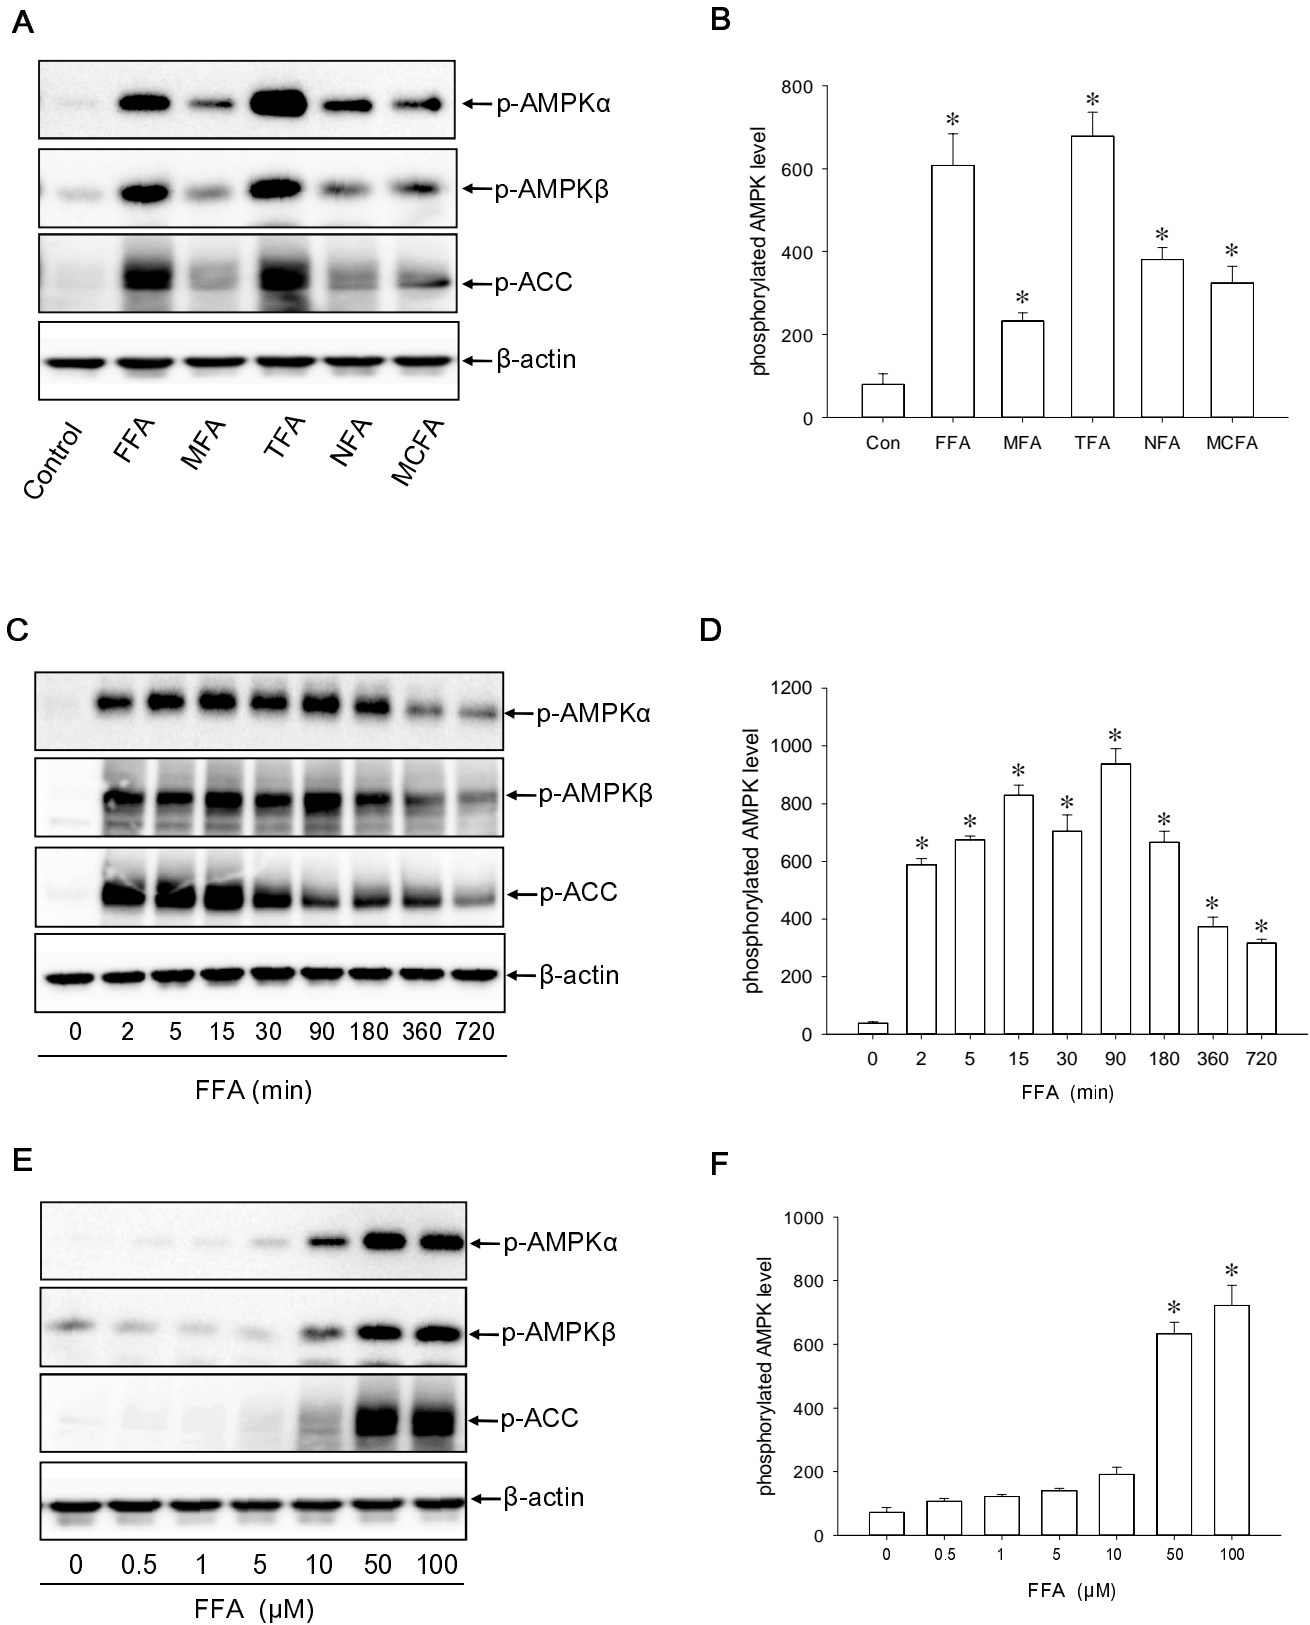 A
p-AMPKα
p-AMPKβ
p-ACC
β-actin
Control FFA MFA TFA NFA MCFA
B
phosphorylated AMPK level
800
600
400
200
0
* * * * *
Con FFA MFA TFA NFA MCFA
C
p-AMPKα
p-AMPKβ
p-ACC
β-actin
0 2 5 15 30 90 180 360 720
FFA (min)
D
phosphorylated AMPK level
1200
1000
800
600
400
200
0
* * * * * * * *
0 2 5 15 30 90 180 360 720
FFA (min)
E
p-AMPKα
p-AMPKβ
p-ACC
β-actin
0 0.5 1 5 10 50 100
FFA (μM)
F
phosphorylated AMPK level
1000
800
600
400
200
0
* *
0 0.5 1 5 10 50 100
FFA (μM)